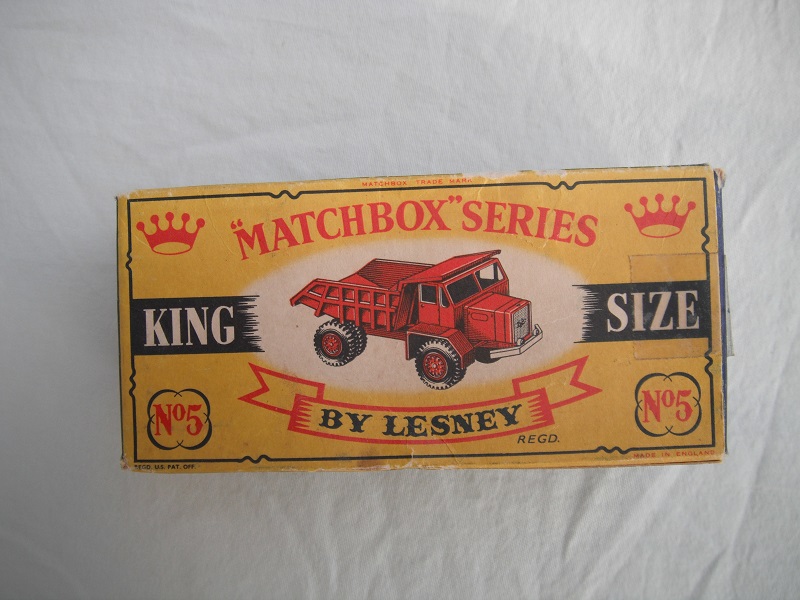 MATCHBOX TRADE MARK
"MATCHBOX" SERIES
KING SIZE
No5 No5
BY LESNEY
REGD.
REGD. U.S. PAT. OFF. MADE IN ENGLAND